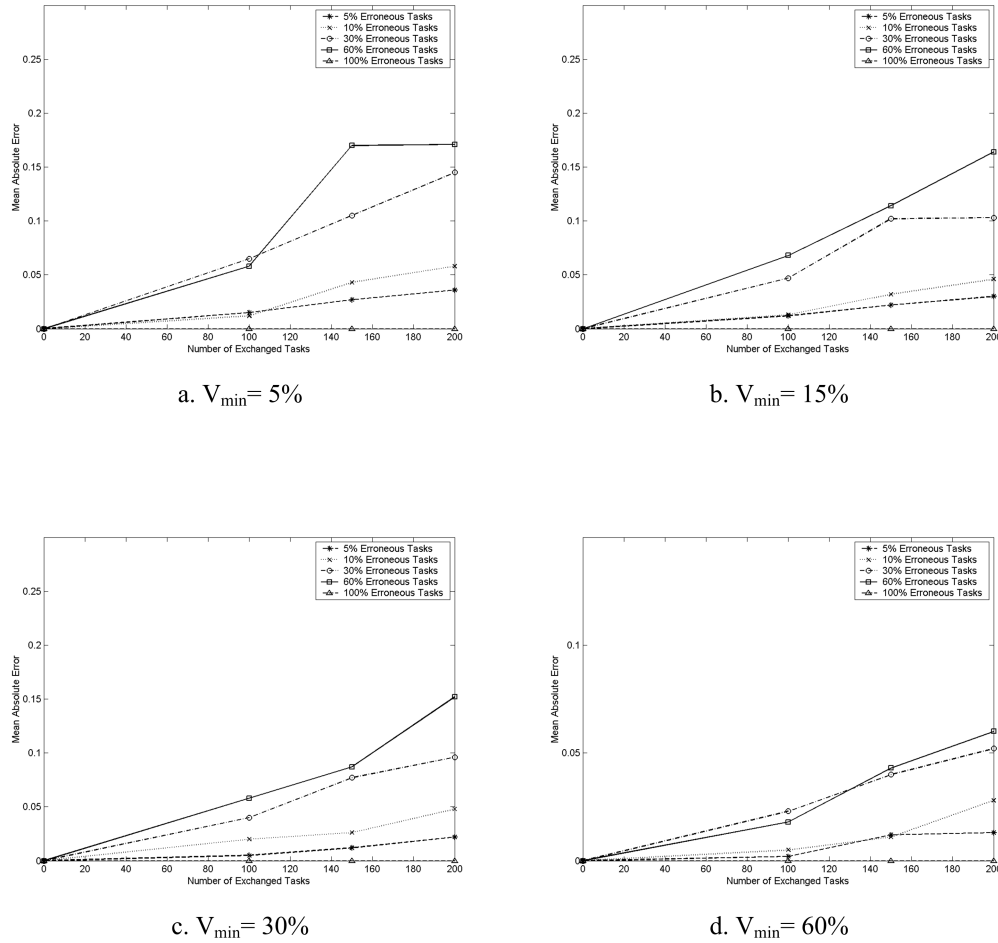 5% Erroneous Tasks
10% Erroneous Tasks
30% Erroneous Tasks
60% Erroneous Tasks
100% Erroneous Tasks
0.25
0.2
0.15
0.1
0.05
0
Mean Absolute Error
0 20 40 60 80 100 120 140 160 180 200
Number of Exchanged Tasks
a. Vmin= 5%
5% Erroneous Tasks
10% Erroneous Tasks
30% Erroneous Tasks
60% Erroneous Tasks
100% Erroneous Tasks
0.25
0.2
0.15
0.1
0.05
0
Mean Absolute Error
0 20 40 60 80 100 120 140 160 180 200
Number of Exchanged Tasks
b. Vmin= 15%
5% Erroneous Tasks
10% Erroneous Tasks
30% Erroneous Tasks
60% Erroneous Tasks
100% Erroneous Tasks
0.25
0.2
0.15
0.1
0.05
0
Mean Absolute Error
0 20 40 60 80 100 120 140 160 180 200
Number of Exchanged Tasks
c. Vmin= 30%
5% Erroneous Tasks
10% Erroneous Tasks
30% Erroneous Tasks
60% Erroneous Tasks
100% Erroneous Tasks
0.1
0.05
0
Mean Absolute Error
0 20 40 60 80 100 120 140 160 180 200
Number of Exchanged Tasks
d. Vmin= 60%